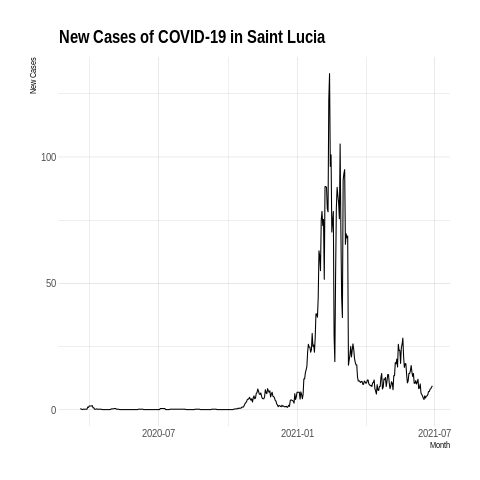 New Cases of COVID-19 in Saint Lucia
New Cases
100
50
0
2020-07
2021-01
2021-07
Month